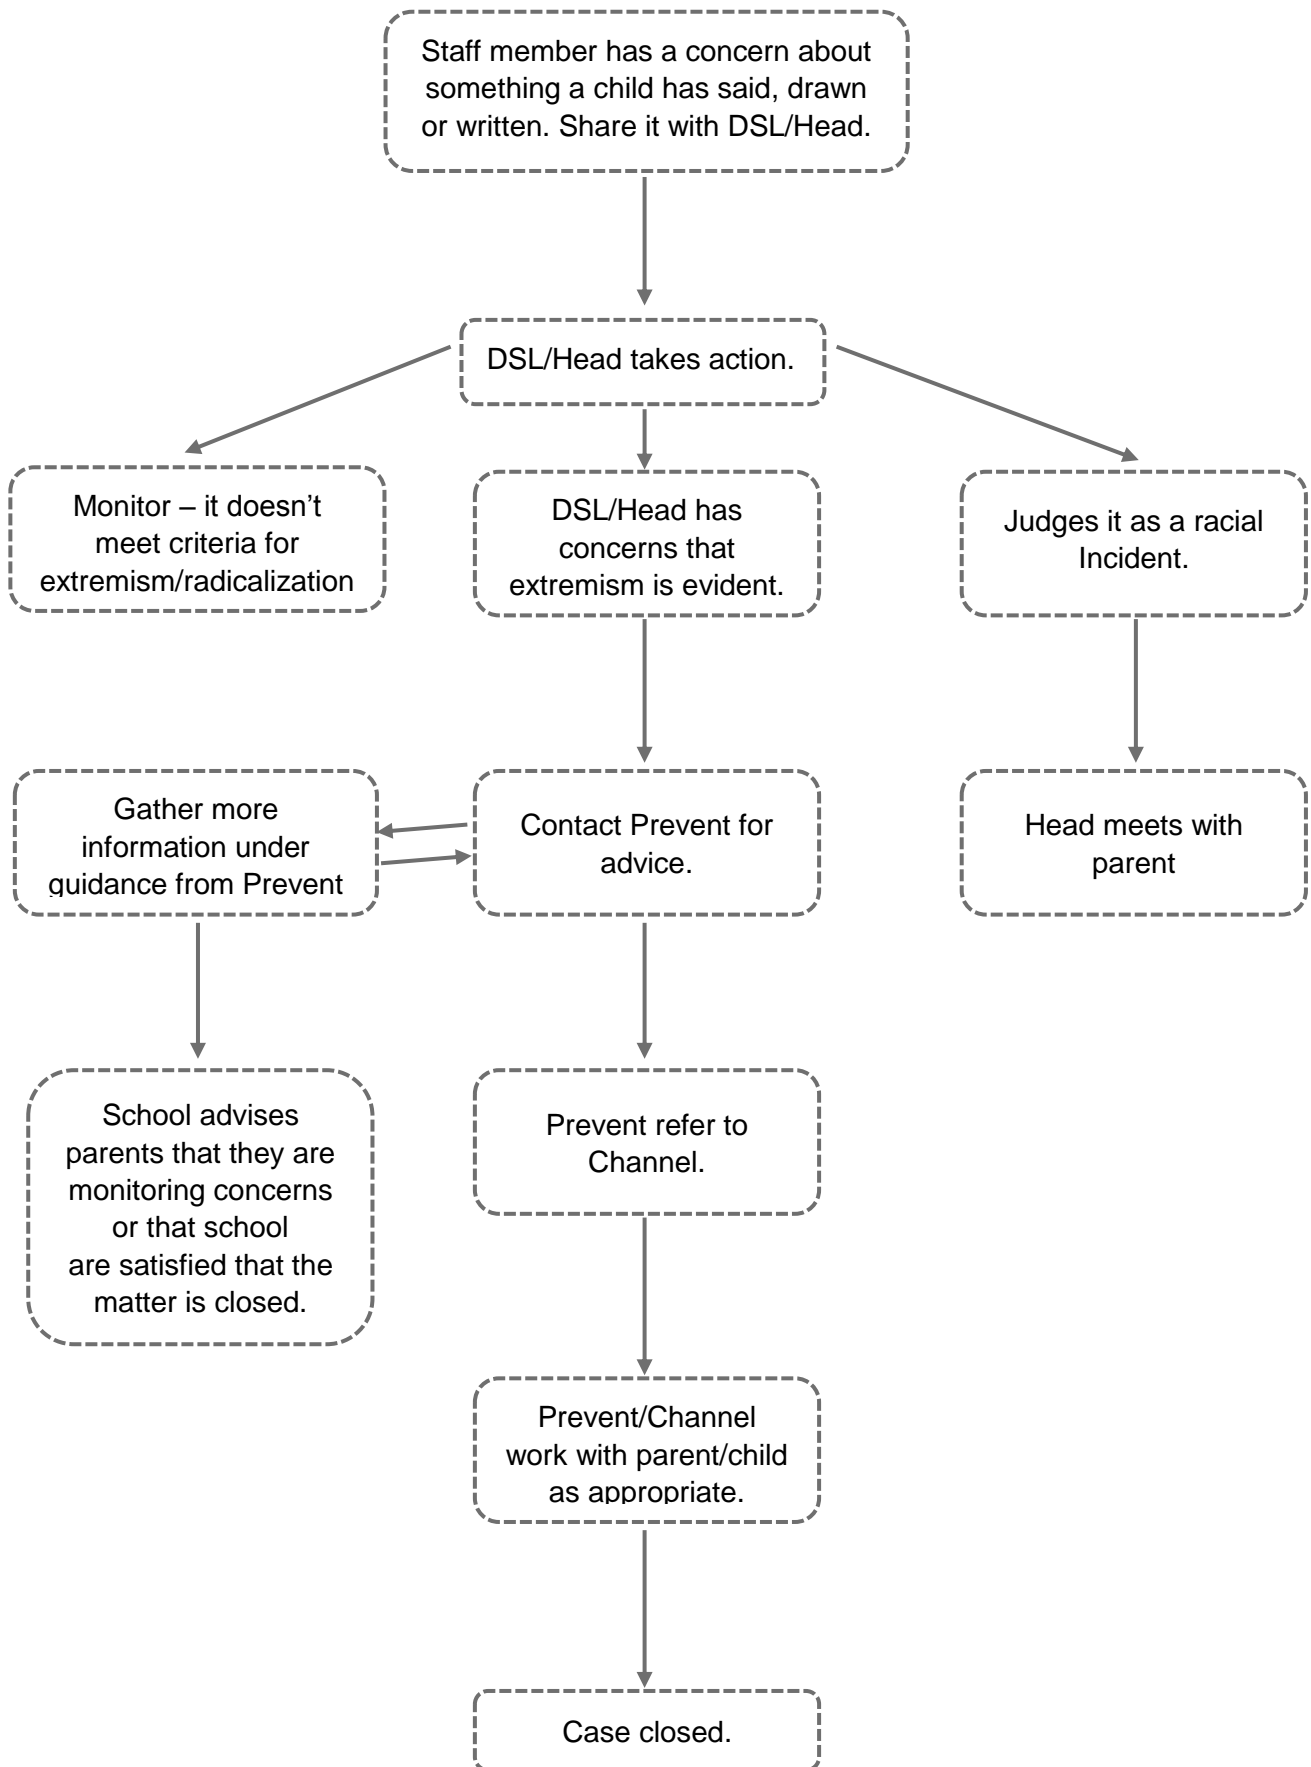 Staff member has a concern about
something a child has said, drawn
or written. Share it with DSL/Head.
DSL/Head takes action.
Monitor – it doesn’t
meet criteria for
extremism/radicalization
DSL/Head has
concerns that
extremism is evident.
Judges it as a racial
Incident.
Gather more
information under
guidance from Prevent
Contact Prevent for
advice.
Head meets with
parent
School advises
parents that they are
monitoring concerns
or that school
are satisfied that the
matter is closed.
Prevent refer to
Channel.
Prevent/Channel
work with parent/child
as appropriate.
Case closed.